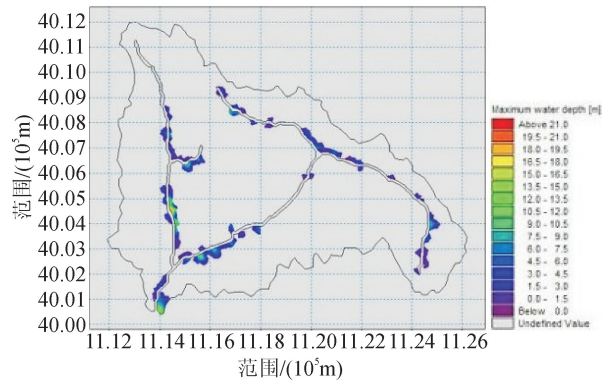 40.12
40.11
40.10
40.09
40.08
40.07
40.06
40.05
40.04
40.03
40.02
40.01
40.00
范围/(10⁵m)
11.12 11.14 11.16 11.18 11.20 11.22 11.24 11.26
范围/(10⁵m)
Maximum water depth [m]
Above 21.0
19.5 - 21.0
18.0 - 19.5
16.5 - 18.0
15.0 - 16.5
13.5 - 15.0
12.0 - 13.5
10.5 - 12.0
9.0 - 10.5
7.5 - 9.0
6.0 - 7.5
4.5 - 6.0
3.0 - 4.5
1.5 - 3.0
0.0 - 1.5
Below 0.0
Undefined Value